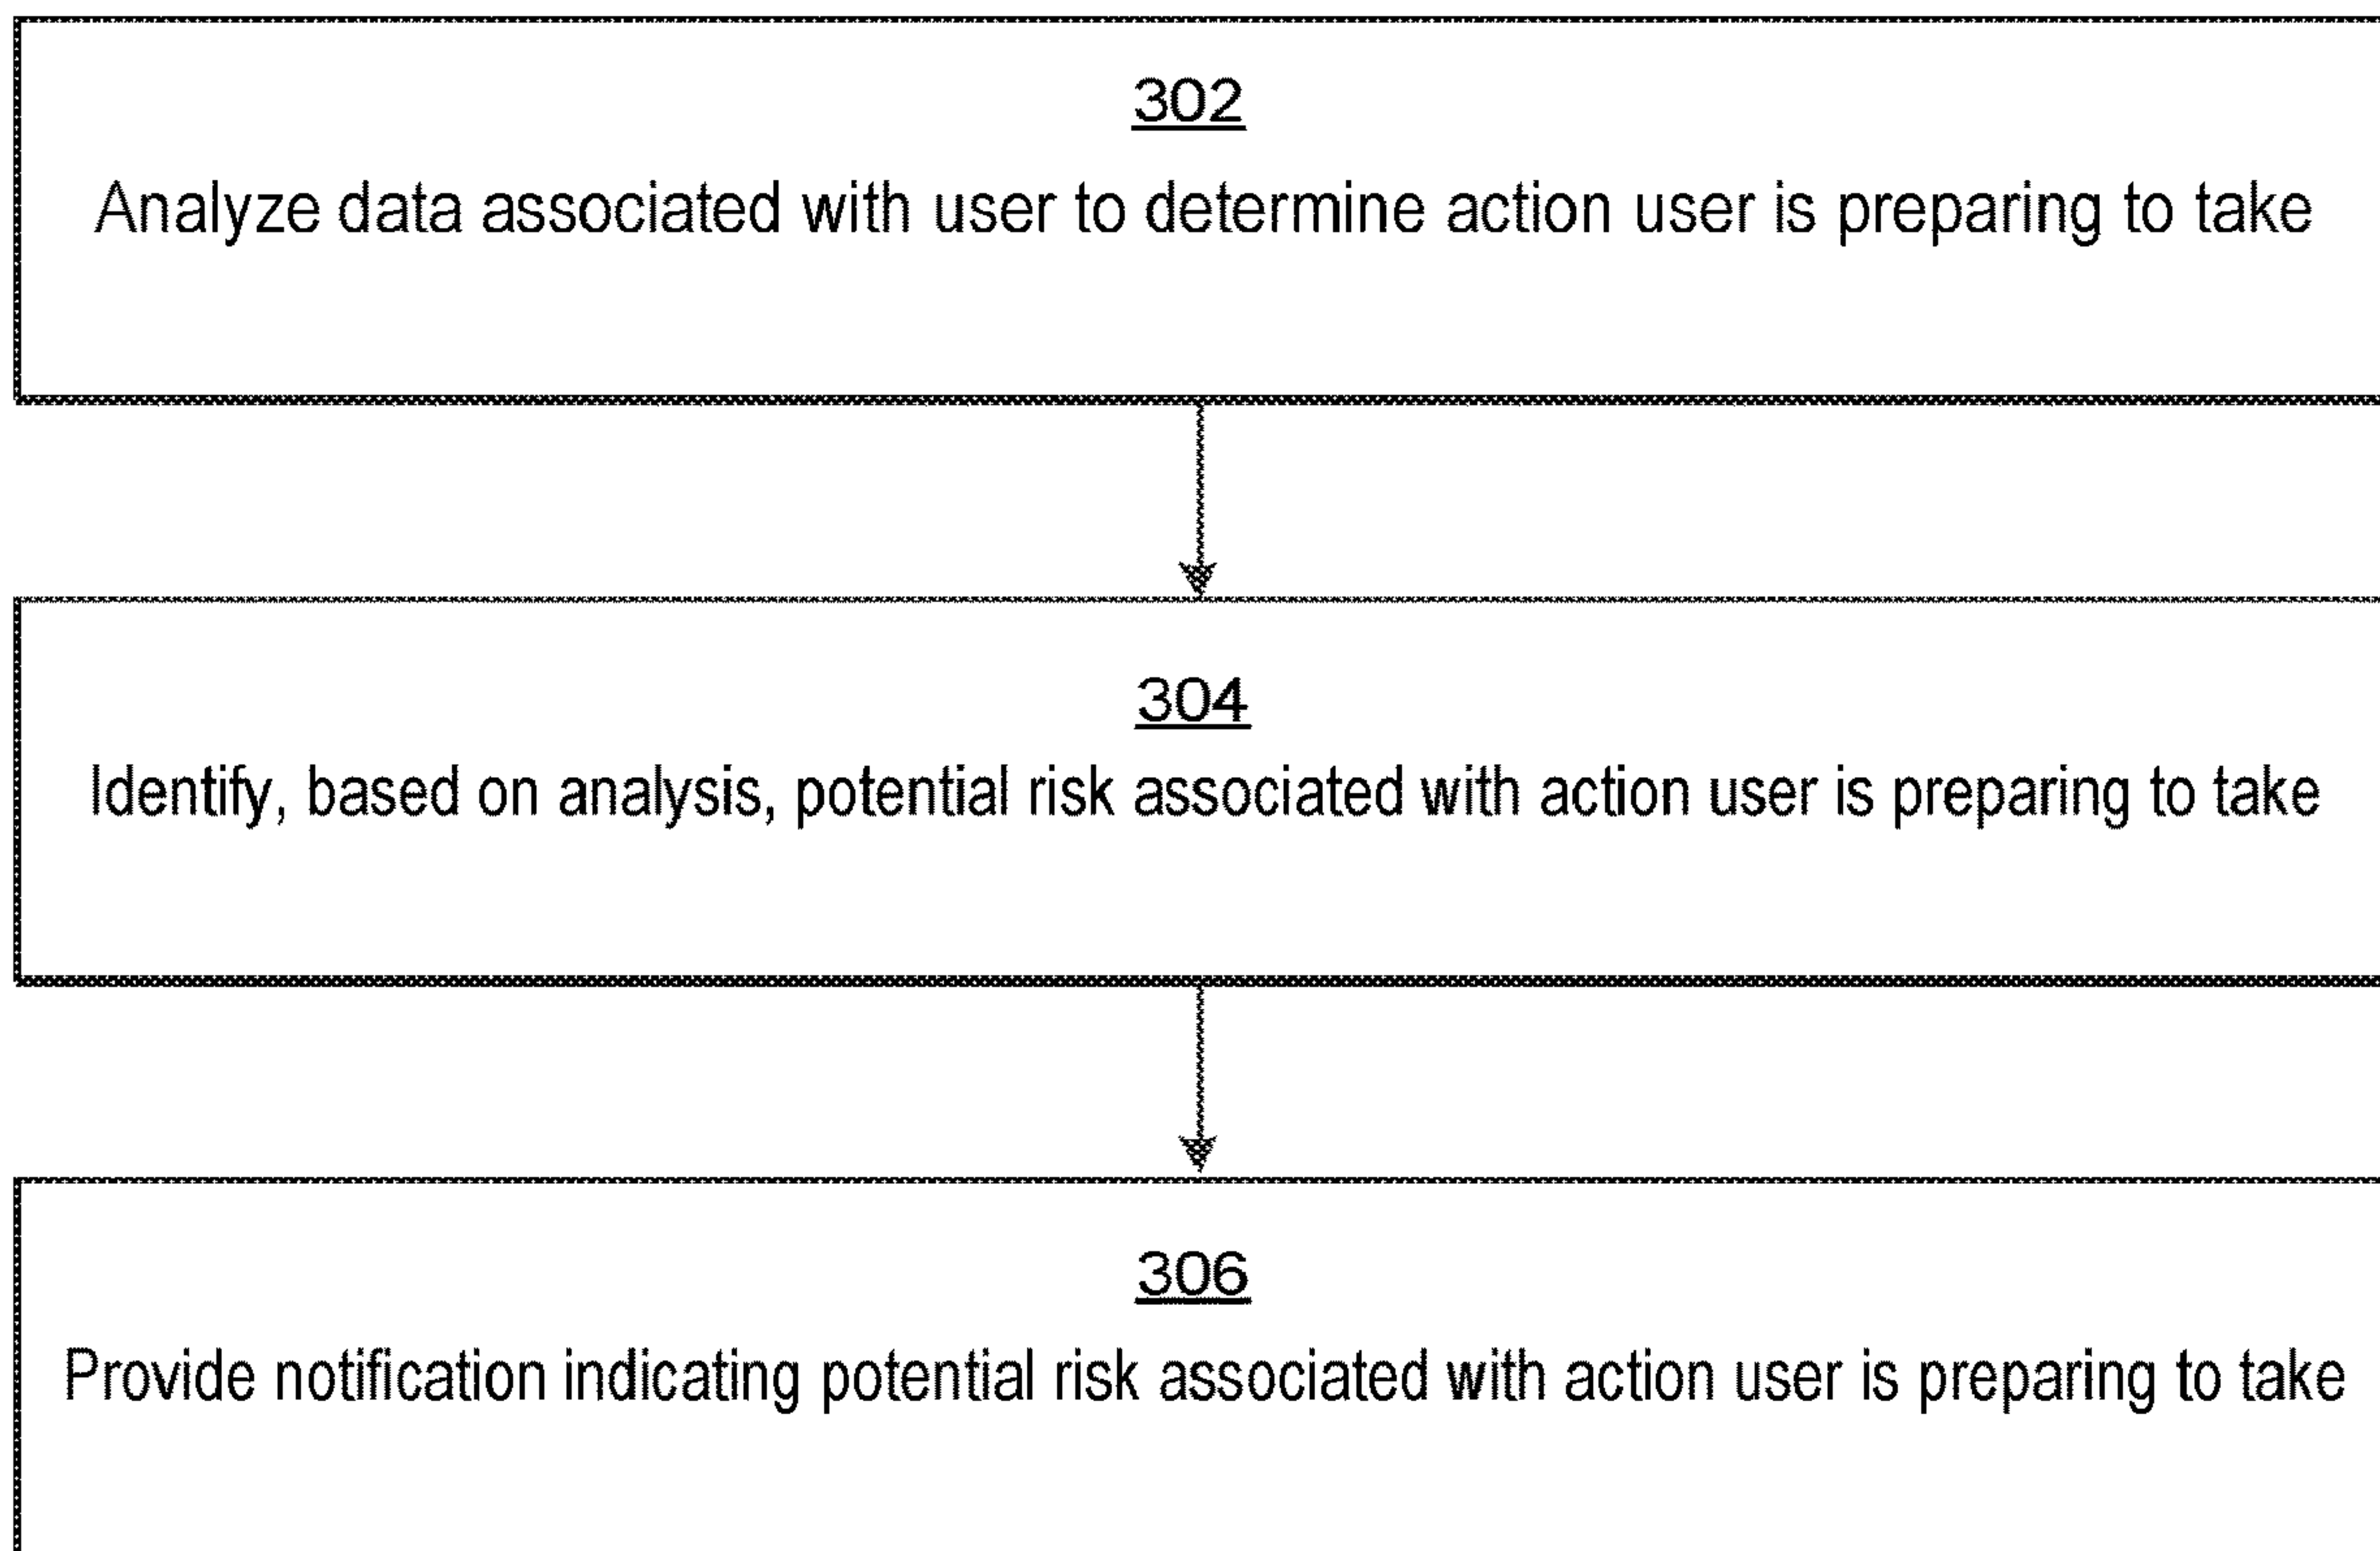 302
Analyze data associated with user to determine action user is preparing to take
304
Identify, based on analysis, potential risk associated with action user is preparing to take
306
Provide notification indicating potential risk associated with action user is preparing to take